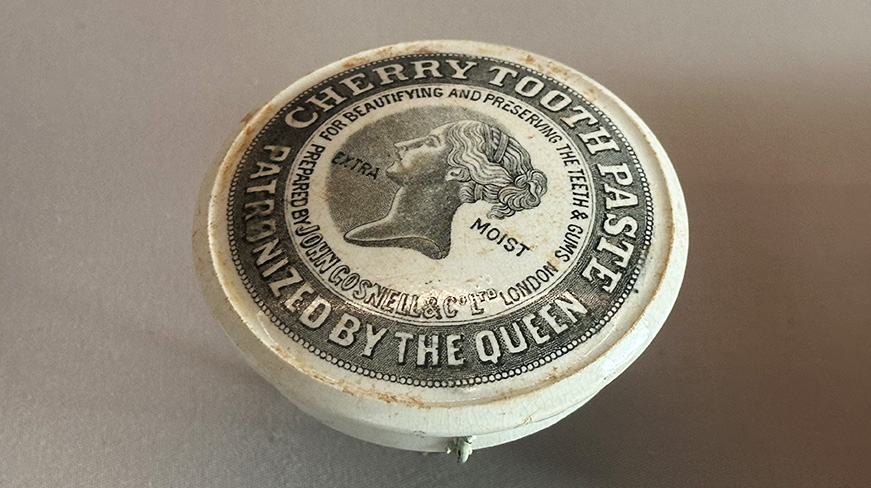 CHERRY TOOTH PASTE
PATRONIZED BY THE QUEEN
FOR BEAUTIFYING AND PRESERVING THE TEETH & GUMS
PREPARED BY JOHN GOSNELL & Co LTD LONDON
EXTRA
MOIST